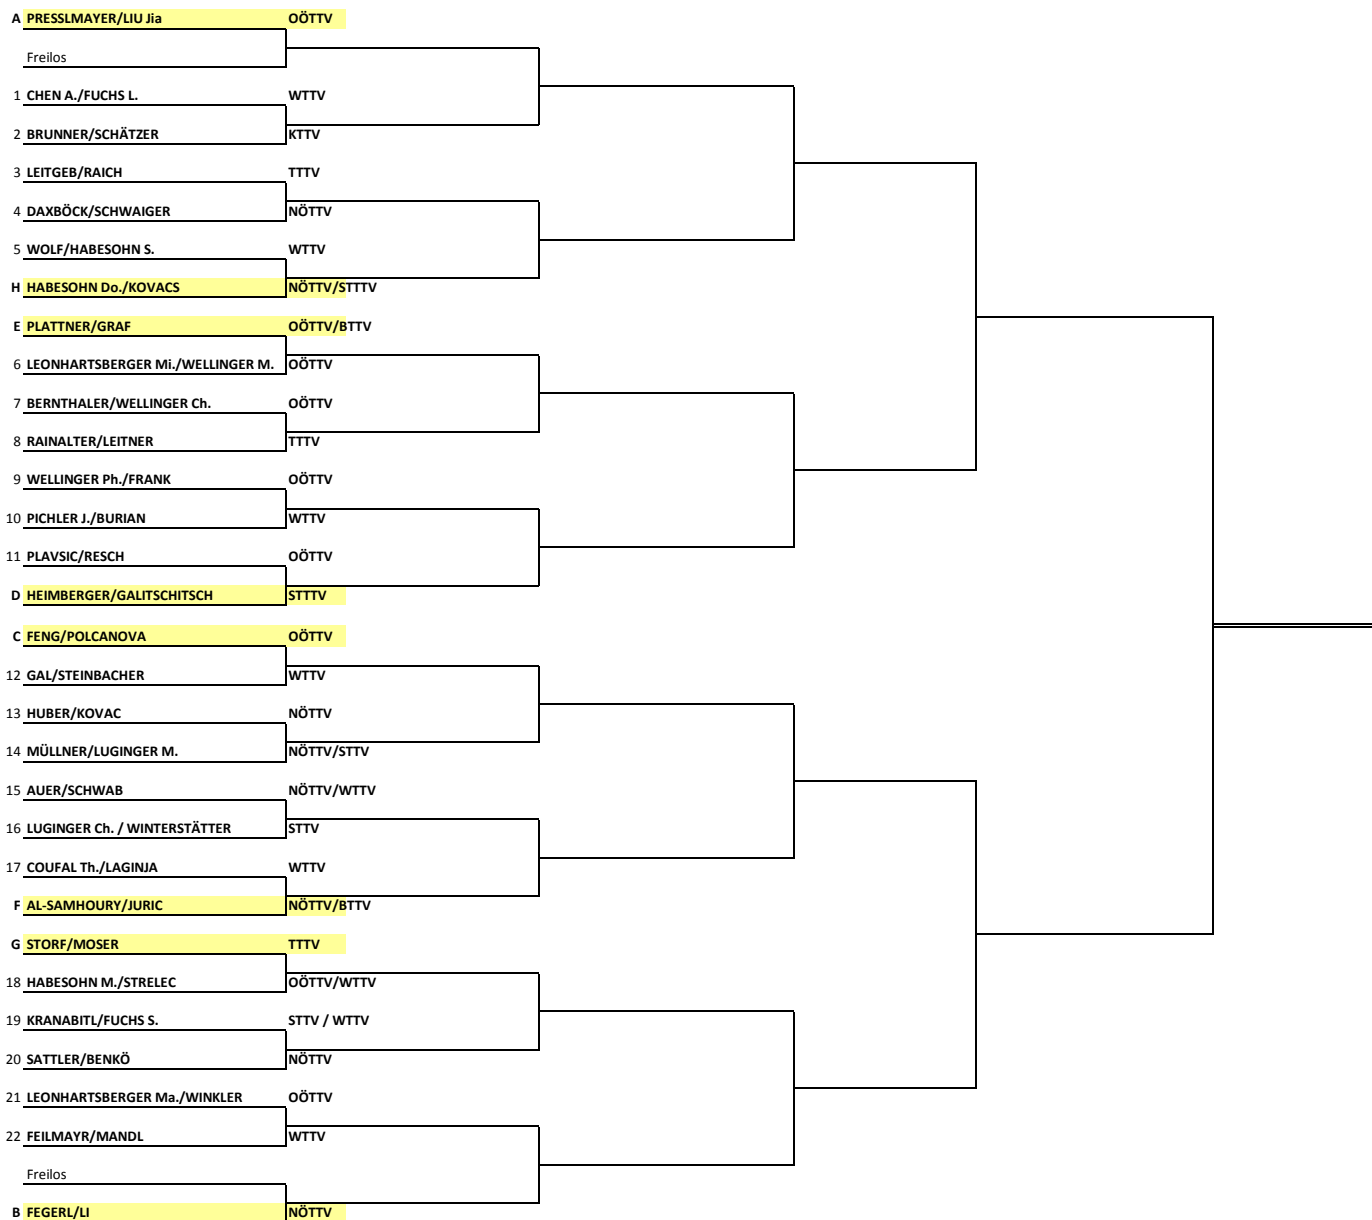 A PRESSLMAYER/LIU Jia OÖTTV
Freilos
1 CHEN A./FUCHS L. WTTV
2 BRUNNER/SCHÄTZER KTTV
3 LEITGEB/RAICH TTTV
4 DAXBÖCK/SCHWAIGER NÖTTV
5 WOLF/HABESOHN S. WTTV
H HABESOHN Do./KOVACS NÖTTV/STTTV
E PLATTNER/GRAF OÖTTV/BTTV
6 LEONHARTSBERGER Mi./WELLINGER M. OÖTTV
7 BERNTHALER/WELLINGER Ch. OÖTTV
8 RAINALTER/LEITNER TTTV
9 WELLINGER Ph./FRANK OÖTTV
10 PICHLER J./BURIAN WTTV
11 PLAVSIC/RESCH OÖTTV
D HEIMBERGER/GALITSCHITSCH STTTV
C FENG/POLCANOVA OÖTTV
12 GAL/STEINBACHER WTTV
13 HUBER/KOVAC NÖTTV
14 MÜLLNER/LUGINGER M. NÖTTV/STTV
15 AUER/SCHWAB NÖTTV/WTTV
16 LUGINGER Ch. / WINTERSTÄTTER STTV
17 COUFAL Th./LAGINJA WTTV
F AL-SAMHOURY/JURIC NÖTTV/BTTV
G STORF/MOSER TTTV
18 HABESOHN M./STRELEC OÖTTV/WTTV
19 KRANABITL/FUCHS S. STTV / WTTV
20 SATTLER/BENKÖ NÖTTV
21 LEONHARTSBERGER Ma./WINKLER OÖTTV
22 FEILMAYR/MANDL WTTV
Freilos
B FEGERL/LI NÖTTV